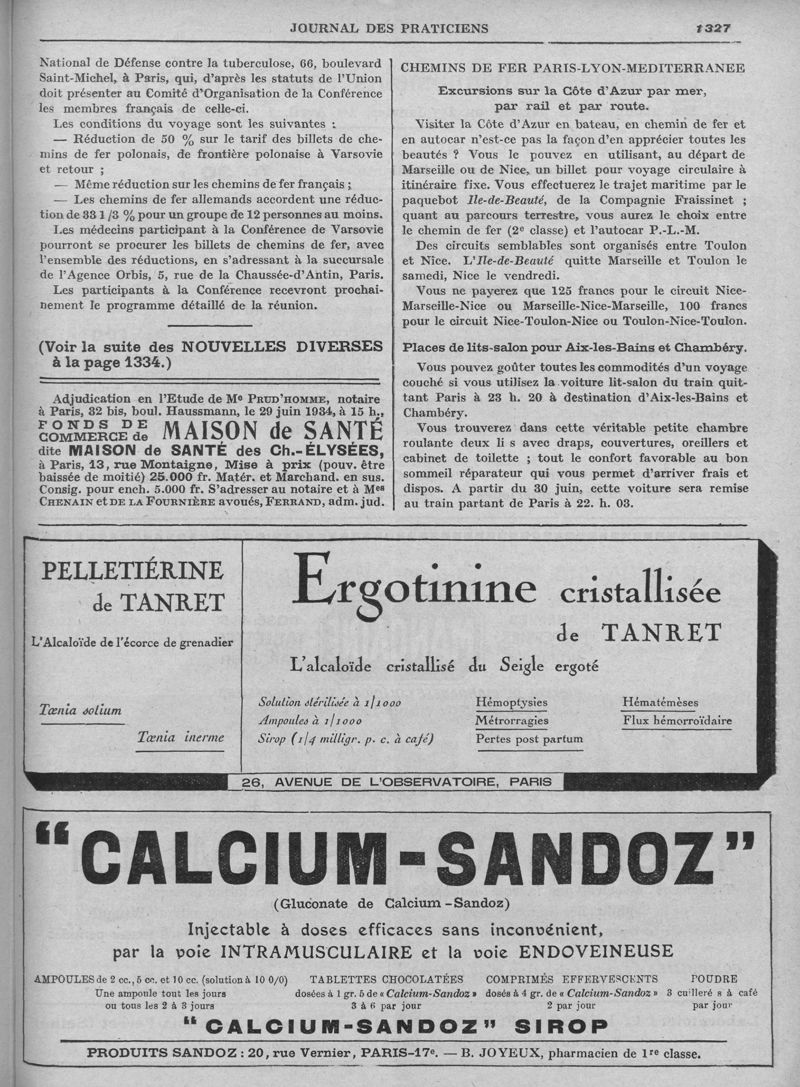 JOURNAL DES PRATICIENS 1327
National de Défense contre la tuberculose, 66, boulevard
Saint-Michel, à Paris, qui, d'après les statuts de l'Union
doit présenter au Comité d'Organisation de la Conférence
les membres français de celle-ci.
Les conditions du voyage sont les suivantes :
— Réduction de 50 % sur le tarif des billets de che-
mins de fer polonais, de frontière polonaise à Varsovie
et retour ;
— Même réduction sur les chemins de fer français ;
— Les chemins de fer allemands accordent une réduc-
tion de 33 1/3 % pour un groupe de 12 personnes au moins.
Les médecins participant à la Conférence de Varsovie
pourront se procurer les billets de chemins de fer, avec
l'ensemble des réductions, en s'adressant à la succursale
de l'Agence Orbis, 5, rue de la Chaussée-d'Antin, Paris.
Les participants à la Conférence recevront prochai-
nement le programme détaillé de la réunion.
(Voir la suite des NOUVELLES DIVERSES
à la page 1334.)
Adjudication en l'Etude de Me PRUD'HOMME, notaire
à Paris, 32 bis, boul. Haussmann, le 29 juin 1934, à 15 h.,
FONDS DE
COMMERCE de MAISON de SANTÉ
dite MAISON de SANTÉ des Ch.-ÉLYSÉES,
à Paris, 13, rue Montaigne, Mise à prix (pouv. être
baissée de moitié) 25.000 fr. Matér. et Marchand. en sus.
Consig. pour ench. 5.000 fr. S'adresser au notaire et à Mes
CHENAIN et DE LA FOURNIÈRE avoués, FERRAND, adm. jud.
CHEMINS DE FER PARIS-LYON-MEDITERRANEE
Excursions sur la Côte d'Azur par mer,
par rail et par route.
Visiter la Côte d'Azur en bateau, en chemin de fer et
en autocar n'est-ce pas la façon d'en apprécier toutes les
beautés ? Vous le pouvez en utilisant, au départ de
Marseille ou de Nice, un billet pour voyage circulaire à
itinéraire fixe. Vous effectuerez le trajet maritime par le
paquebot Ile-de-Beauté, de la Compagnie Fraissinet ;
quant au parcours terrestre, vous aurez le choix entre
le chemin de fer (2e classe) et l'autocar P.-L.-M.
Des circuits semblables sont organisés entre Toulon
et Nice. L'Ile-de-Beauté quitte Marseille et Toulon le
samedi, Nice le vendredi.
Vous ne payerez que 125 francs pour le circuit Nice-
Marseille-Nice ou Marseille-Nice-Marseille, 100 francs
pour le circuit Nice-Toulon-Nice ou Toulon-Nice-Toulon.
Places de lits-salon pour Aix-les-Bains et Chambéry.
Vous pouvez goûter toutes les commodités d'un voyage
couché si vous utilisez la voiture lit-salon du train quit-
tant Paris à 23 h. 20 à destination d'Aix-les-Bains et
Chambéry.
Vous trouverez dans cette véritable petite chambre
roulante deux li s avec draps, couvertures, oreillers et
cabinet de toilette ; tout le confort favorable au bon
sommeil réparateur qui vous permet d'arriver frais et
dispos. A partir du 30 juin, cette voiture sera remise
au train partant de Paris à 22. h. 03.
PELLETIÉRINE
de TANRET
L'Alcaloïde de l'écorce de grenadier
Tænia solium
Tænia inerme
Ergotinine cristallisée
de TANRET
L'alcaloïde cristallisé du Seigle ergoté
Solution stérilisée à 1/1000 Hémoptysies Hématémèses
Ampoules à 1/1000 Métrorragies Flux hémorroïdaire
Sirop (1/4 milligr. p. c. à café) Pertes post partum
26, AVENUE DE L'OBSERVATOIRE, PARIS
"CALCIUM-SANDOZ"
(Gluconate de Calcium-Sandoz)
Injectable à doses efficaces sans inconvénient,
par la voie INTRAMUSCULAIRE et la voie ENDOVEINEUSE
AMPOULES de 2 cc., 5 cc. et 10 cc. (solution à 10 0/0) TABLETTES CHOCOLATÉES COMPRIMÉS EFFERVESCENTS POUDRE
Une ampoule tout les jours dosées à 1 gr. 5 de « Calcium-Sandoz » dosés à 4 gr. de « Calcium-Sandoz » 3 cuilleré s à café
ou tous les 2 à 3 jours 3 à 6 par jour 2 par jour par jour
"CALCIUM-SANDOZ" SIROP
PRODUITS SANDOZ : 20, rue Vernier, PARIS-17e. — B. JOYEUX, pharmacien de 1re classe.